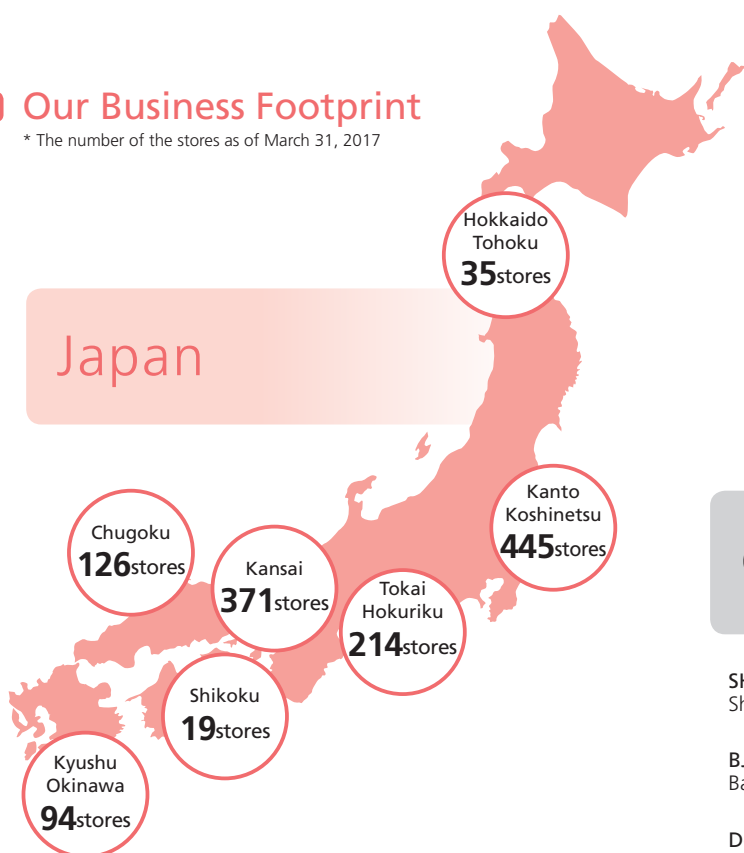 Our Business Footprint
* The number of the stores as of March 31, 2017
Hokkaido
Tohoku
35stores
Japan
Kanto
Koshinetsu
445stores
Chugoku
126stores
Kansai
371stores
Tokai
Hokuriku
214stores
Shikoku
19stores
Kyushu
Okinawa
94stores